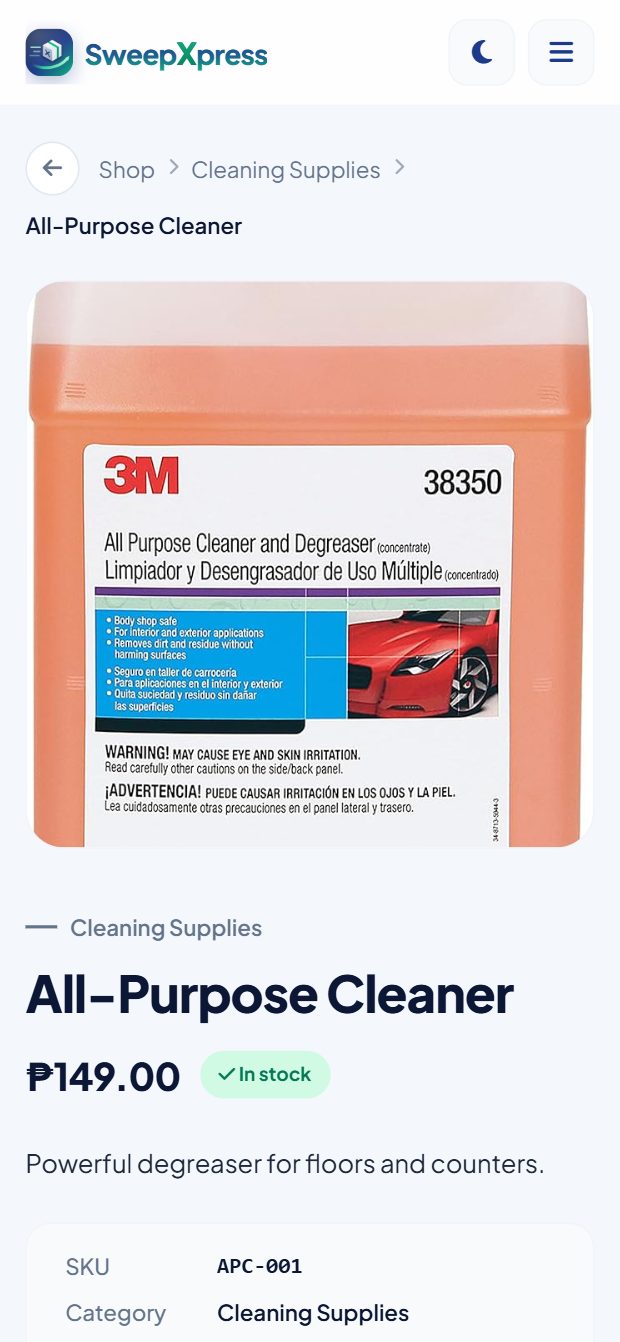 SweepXpress
Shop > Cleaning Supplies >
All-Purpose Cleaner
3M
38350
All Purpose Cleaner and Degreaser (concentrate)
Limpiador y Desengrasador de Uso Múltiple (concentrado)
• Body shop safe
• For interior and exterior applications
• Removes dirt and residue without
harming surfaces
• Seguro en taller de carrocería
• Para aplicaciones en el interior y exterior
• Quita suciedad y residuo sin dañar
las superficies
WARNING! MAY CAUSE EYE AND SKIN IRRITATION.
Read carefully other cautions on the side/back panel.
¡ADVERTENCIA! PUEDE CAUSAR IRRITACIÓN EN LOS OJOS Y LA PIEL.
Lea cuidadosamente otras precauciones en el panel lateral y trasero.
34-8713-5944-3
Cleaning Supplies
All-Purpose Cleaner
₱149.00
In stock
Powerful degreaser for floors and counters.
SKU APC-001
Category Cleaning Supplies